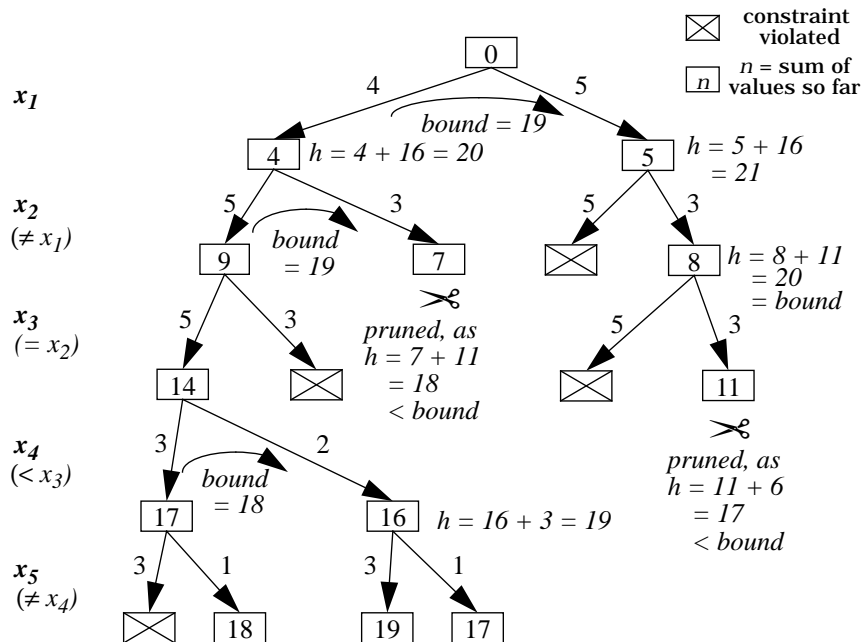 constraint
violated
0
n
n = sum of
values so far
4
5
x1
bound = 19
4
h = 4 + 16 = 20
5
h = 5 + 16
= 21
x2
(≠ x1)
5
3
5
3
bound
= 19
9
7
8
h = 8 + 11
= 20
= bound
x3
(= x2)
5
3
pruned, as
h = 7 + 11
= 18
< bound
5
3
14
11
x4
(< x3)
3
2
bound
= 18
pruned, as
h = 11 + 6
= 17
< bound
17
16
h = 16 + 3 = 19
x5
(≠ x4)
3
1
3
1
18
19
17